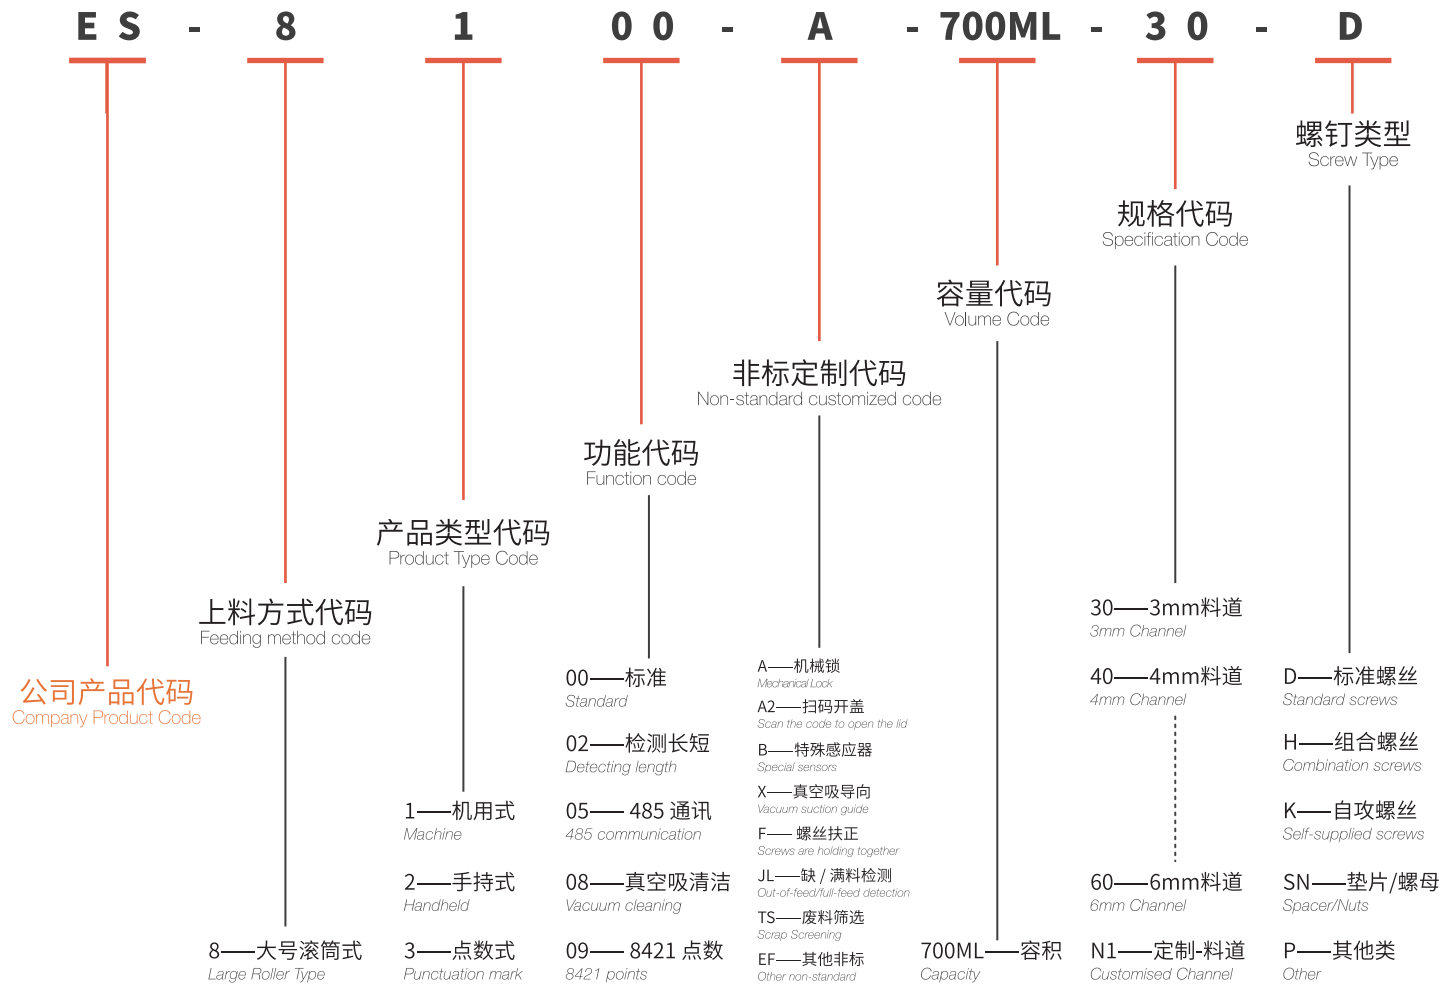 ES - 8 1 00 - A - 700ML - 30 - D
螺钉类型
Screw Type
规格代码
Specification Code
容量代码
Volume Code
非标定制代码
Non-standard customized code
功能代码
Function code
产品类型代码
Product Type Code
上料方式代码
Feeding method code
公司产品代码
Company Product Code
8——大号滚筒式
Large Roller Type
1——机用式
Machine
2——手持式
Handheld
3——点数式
Punctuation mark
00——标准
Standard
02——检测长短
Detecting length
05—— 485 通讯
485 communication
08——真空吸清洁
Vacuum cleaning
09—— 8421 点数
8421 points
A——机械锁
Mechanical Lock
A2——扫码开盖
Scan the code to open the lid
B——特殊感应器
Special sensors
X——真空吸导向
Vacuum suction guide
F—— 螺丝扶正
Screws are holding together
JL——缺 / 满料检测
Out-of-feed/full-feed detection
TS——废料筛选
Scrap Screening
EF——其他非标
Other non-standard
700ML——容积
Capacity
30——3mm料道
3mm Channel
40——4mm料道
4mm Channel
60——6mm料道
6mm Channel
N1——定制-料道
Customised Channel
D——标准螺丝
Standard screws
H——组合螺丝
Combination screws
K——自攻螺丝
Self-supplied screws
SN——垫片/螺母
Spacer/Nuts
P——其他类
Other